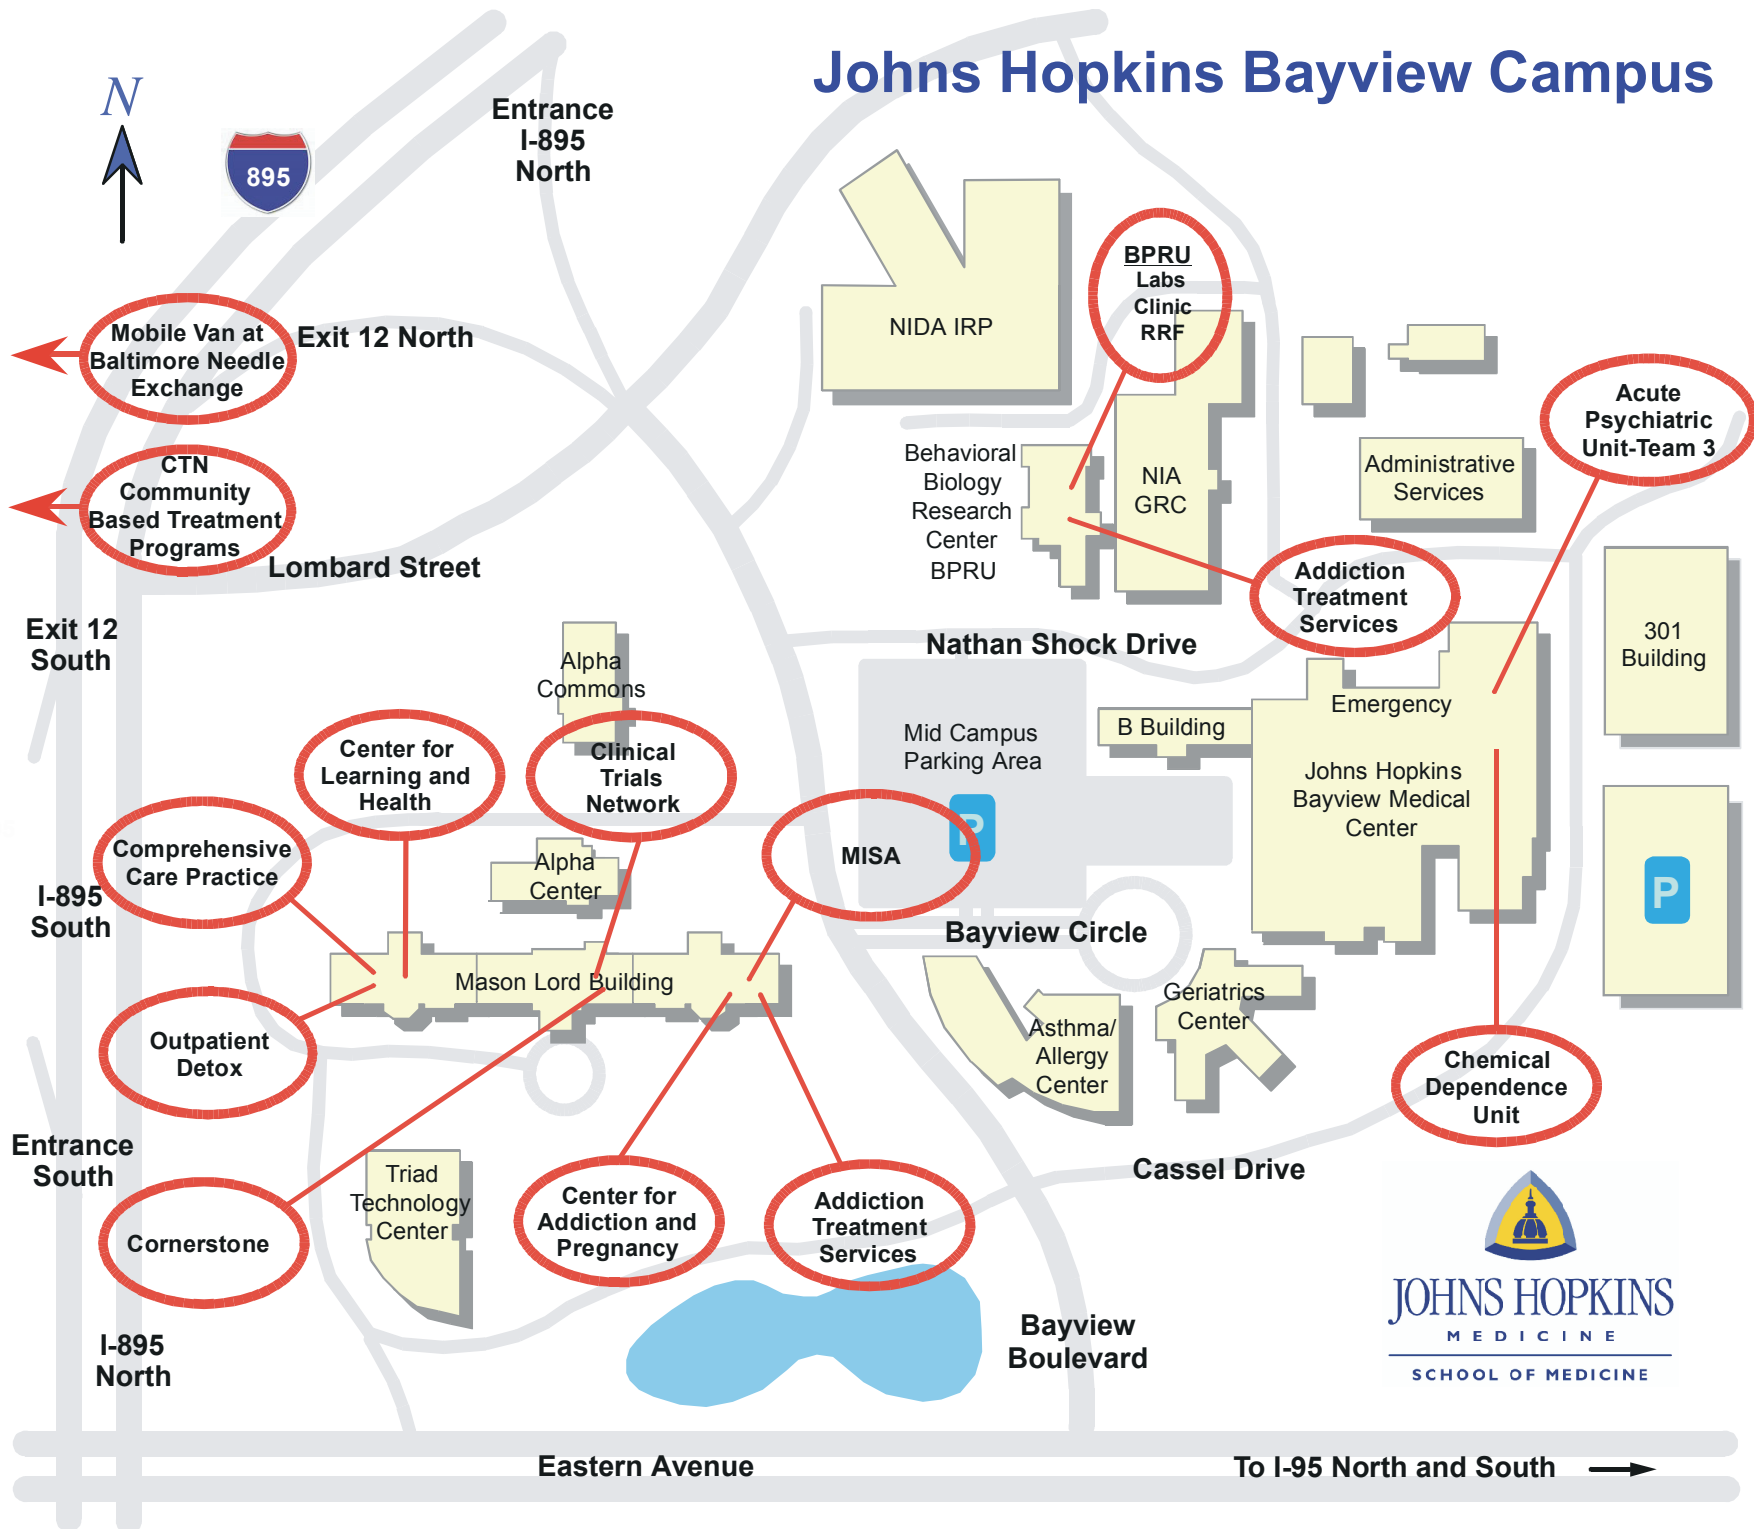 Johns Hopkins Bayview Campus
N
895
Entrance
I-895
North
BPRU
Labs
Clinic
RRF
NIDA IRP
Mobile Van at
Baltimore Needle
Exchange
Exit 12 North
Acute
Psychiatric
Unit-Team 3
CTN
Community
Based Treatment
Programs
Behavioral
Biology
Research
Center
BPRU
NIA
GRC
Administrative
Services
Lombard Street
Addiction
Treatment
Services
Exit 12
South
Nathan Shock Drive
301
Building
Alpha
Commons
Emergency
B Building
Mid Campus
Parking Area
Center for
Learning and
Health
Clinical
Trials
Network
Johns Hopkins
Bayview Medical
Center
P
MISA
Comprehensive
Care Practice
Alpha
Center
I-895
South
P
Bayview Circle
Mason Lord Building
Geriatrics
Center
Asthma/
Allergy
Center
Outpatient
Detox
Chemical
Dependence
Unit
Entrance
South
Triad
Technology
Center
Cassel Drive
Center for
Addiction and
Pregnancy
Addiction
Treatment
Services
Cornerstone
JOHNS HOPKINS
MEDICINE
SCHOOL OF MEDICINE
Bayview
Boulevard
I-895
North
Eastern Avenue
To I-95 North and South